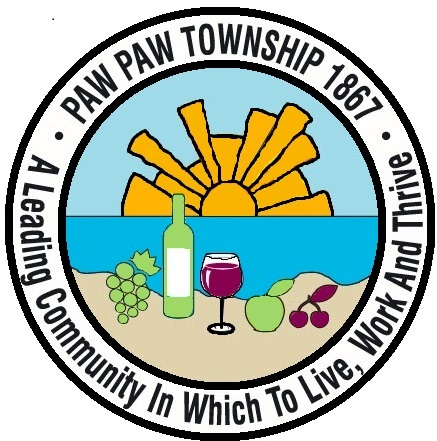 PAW PAW TOWNSHIP 1867
• A Leading Community In Which To Live, Work And Thrive •